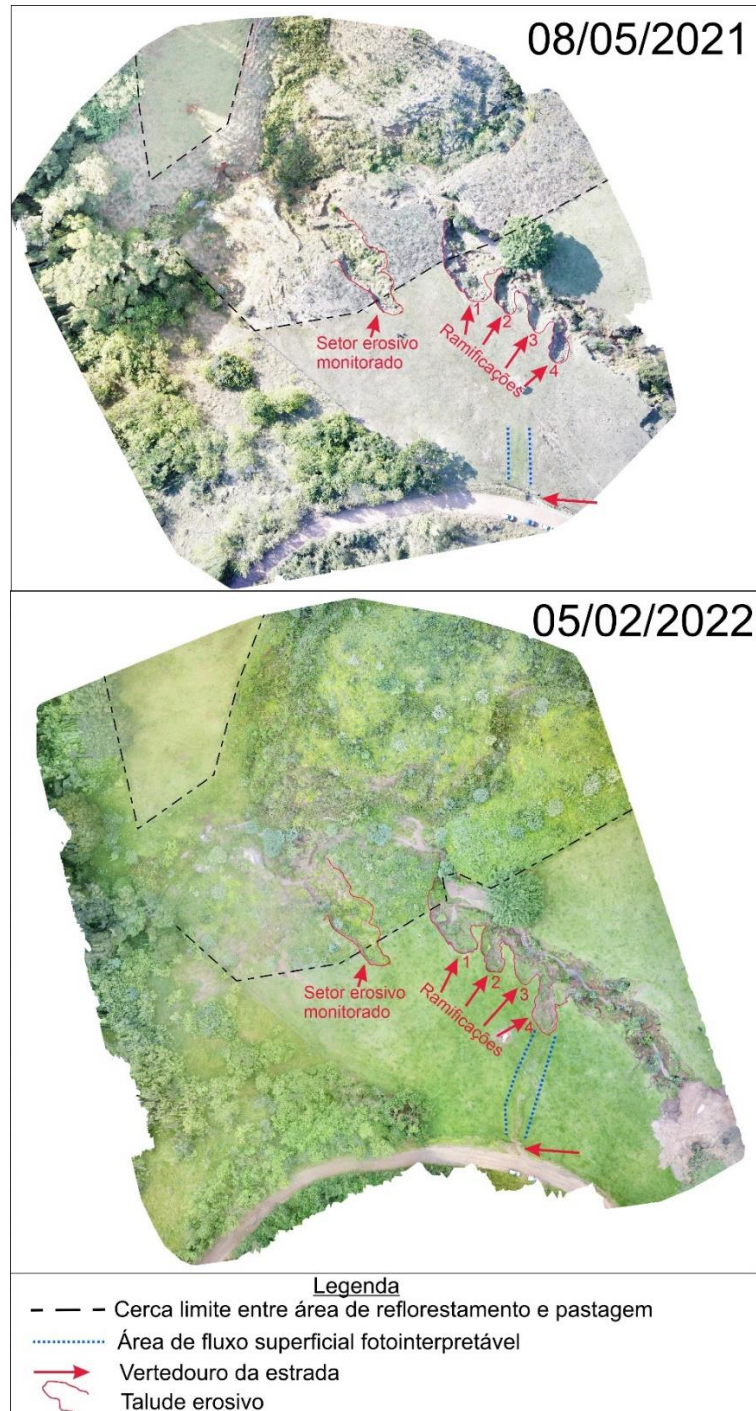 08/05/2021
Setor erosivo
monitorado
Ramificações
1
2
3
4
05/02/2022
Setor erosivo
monitorado
Ramificações
1
2
3
4
Legenda
Cerca limite entre área de reflorestamento e pastagem
Área de fluxo superficial fotointerpretável
Vertedouro da estrada
Talude erosivo